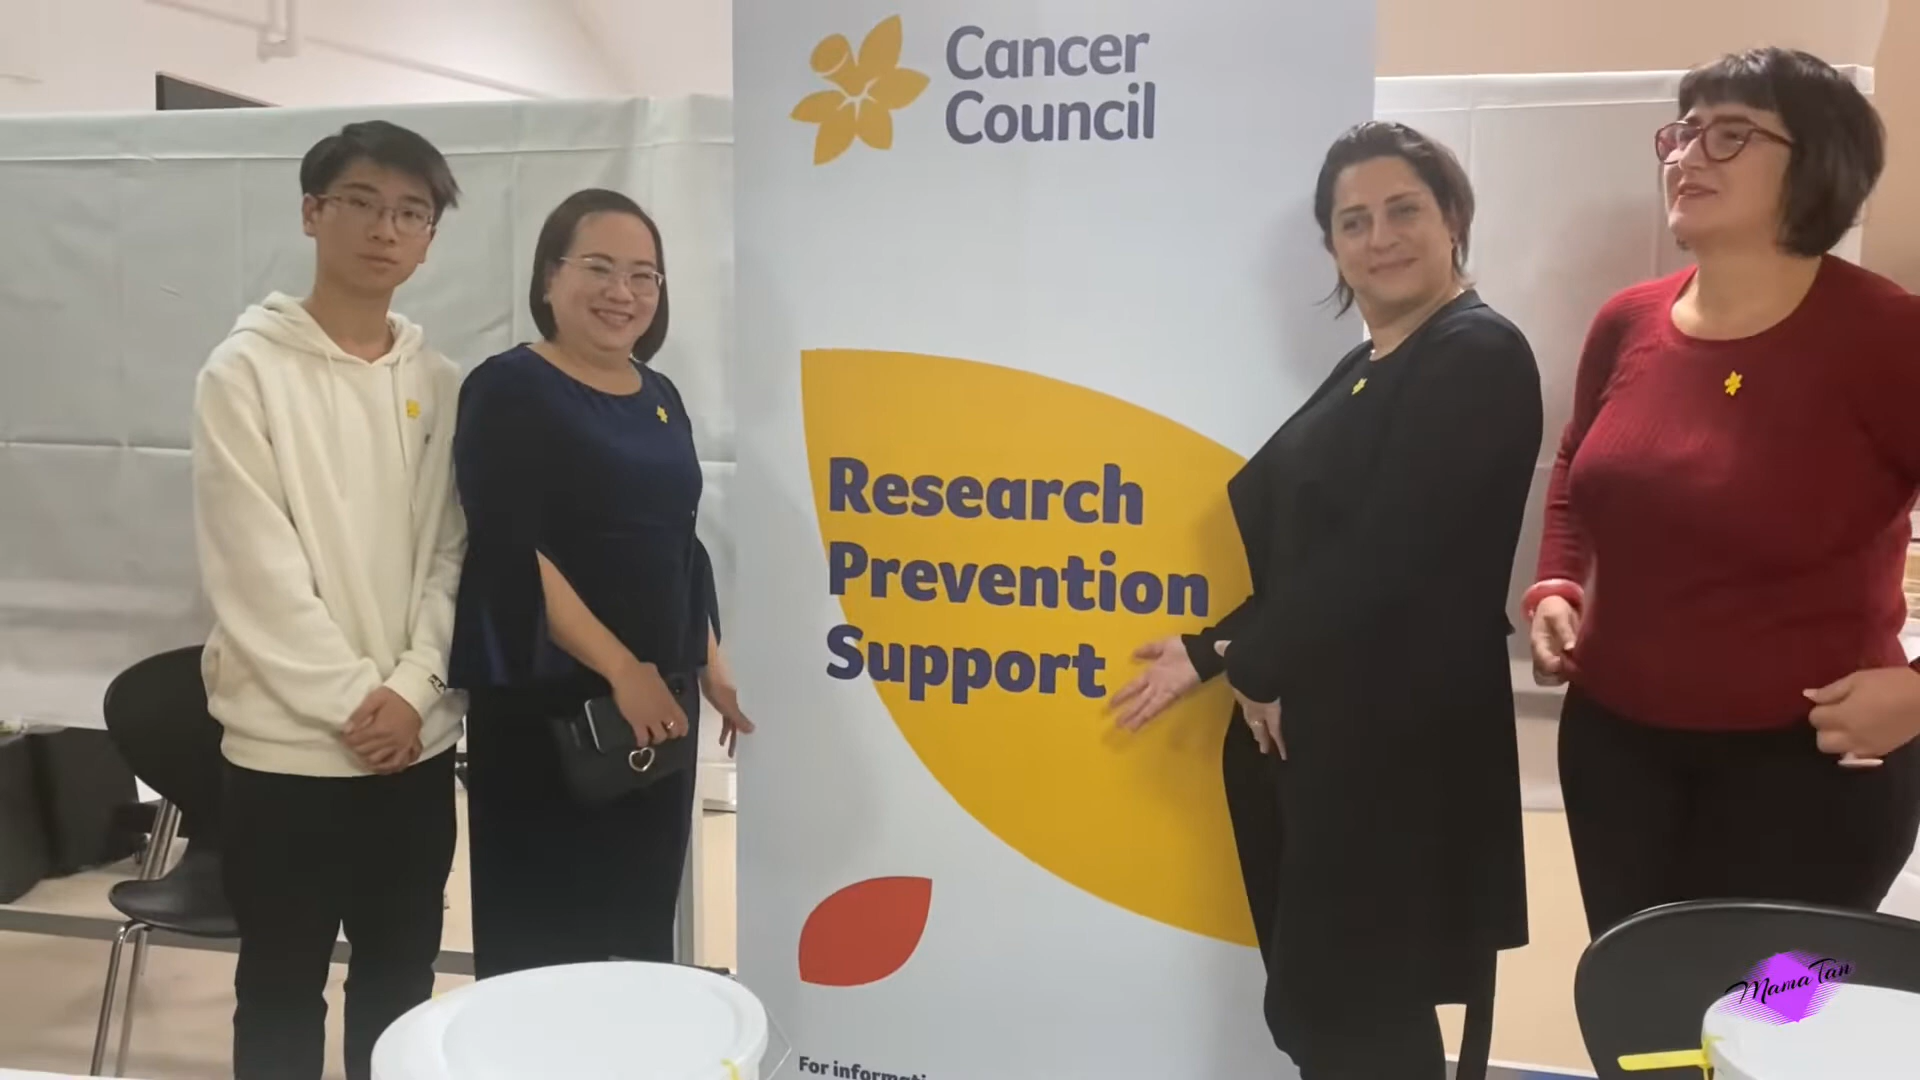 Cancer
Council
Research
Prevention
Support
For informati
Mama Tan